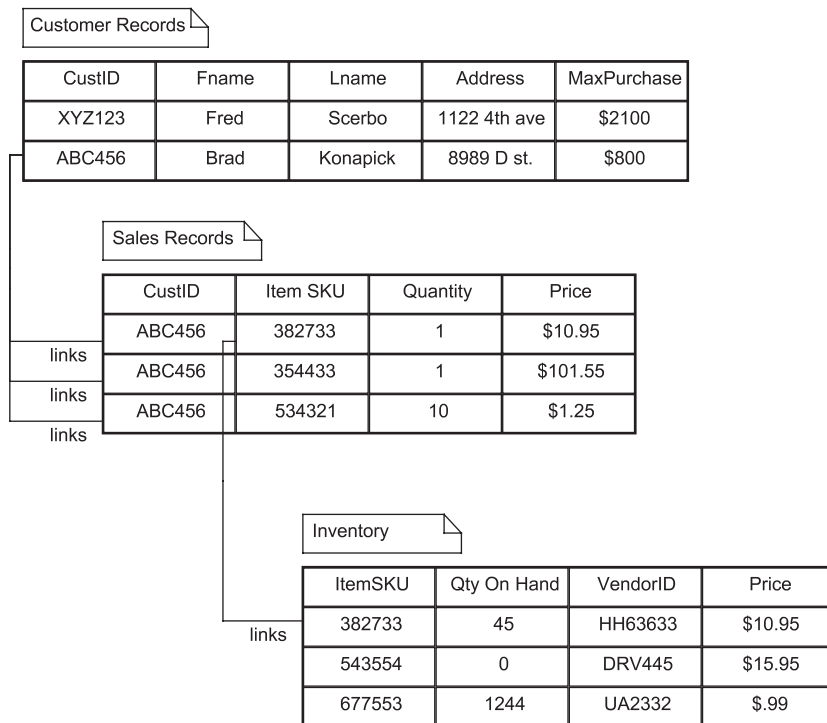 Customer Records
CustID Fname Lname Address MaxPurchase
XYZ123 Fred Scerbo 1122 4th ave $2100
ABC456 Brad Konapick 8989 D st. $800
Sales Records
CustID Item SKU Quantity Price
ABC456 382733 1 $10.95
links
ABC456 354433 1 $101.55
links
ABC456 534321 10 $1.25
links
Inventory
ItemSKU Qty On Hand VendorID Price
382733 45 HH63633 $10.95
links
543554 0 DRV445 $15.95
677553 1244 UA2332 $.99